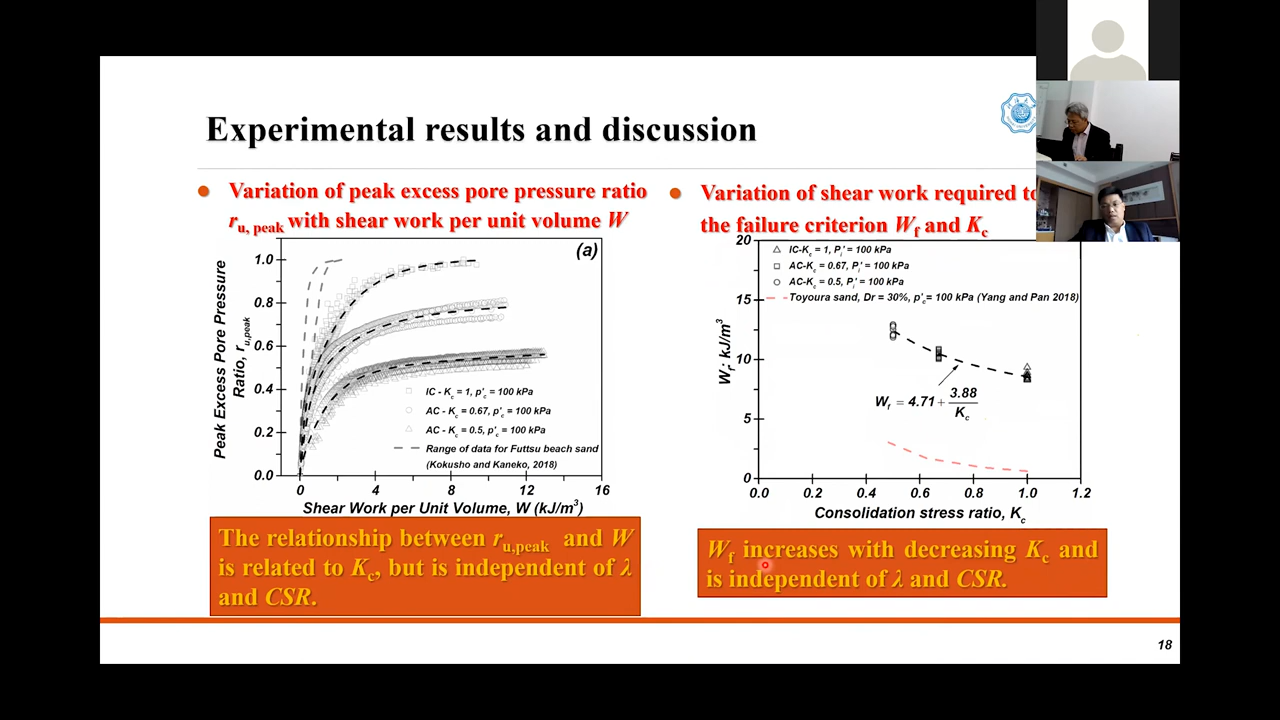 Experimental results and discussion
Variation of peak excess pore pressure ratio
ru, peak with shear work per unit volume W
Variation of shear work required to
the failure criterion Wf and Kc
(a)
Peak Excess Pore Pressure
Ratio, ru,peak
1.0
0.8
0.6
0.4
0.2
0.0
0 4 8 12 16
Shear Work per Unit Volume, W (kJ/m³)
IC - Kc = 1, p'c = 100 kPa
AC - Kc = 0.67, p'c = 100 kPa
AC - Kc = 0.5, p'c = 100 kPa
Range of data for Futtsu beach sand
(Kokusho and Kaneko, 2018)
IC-Kc = 1, Pi' = 100 kPa
AC-Kc = 0.67, Pi' = 100 kPa
AC-Kc = 0.5, Pi' = 100 kPa
Toyoura sand, Dr = 30%, p'c= 100 kPa (Yang and Pan 2018)
Wf: kJ/m³
20
15
10
5
0
Wf = 4.71+ 3.88/Kc
0.0 0.2 0.4 0.6 0.8 1.0 1.2
Consolidation stress ratio, Kc
The relationship between ru,peak and W
is related to Kc, but is independent of λ
and CSR.
Wf increases with decreasing Kc and
is independent of λ and CSR.
18